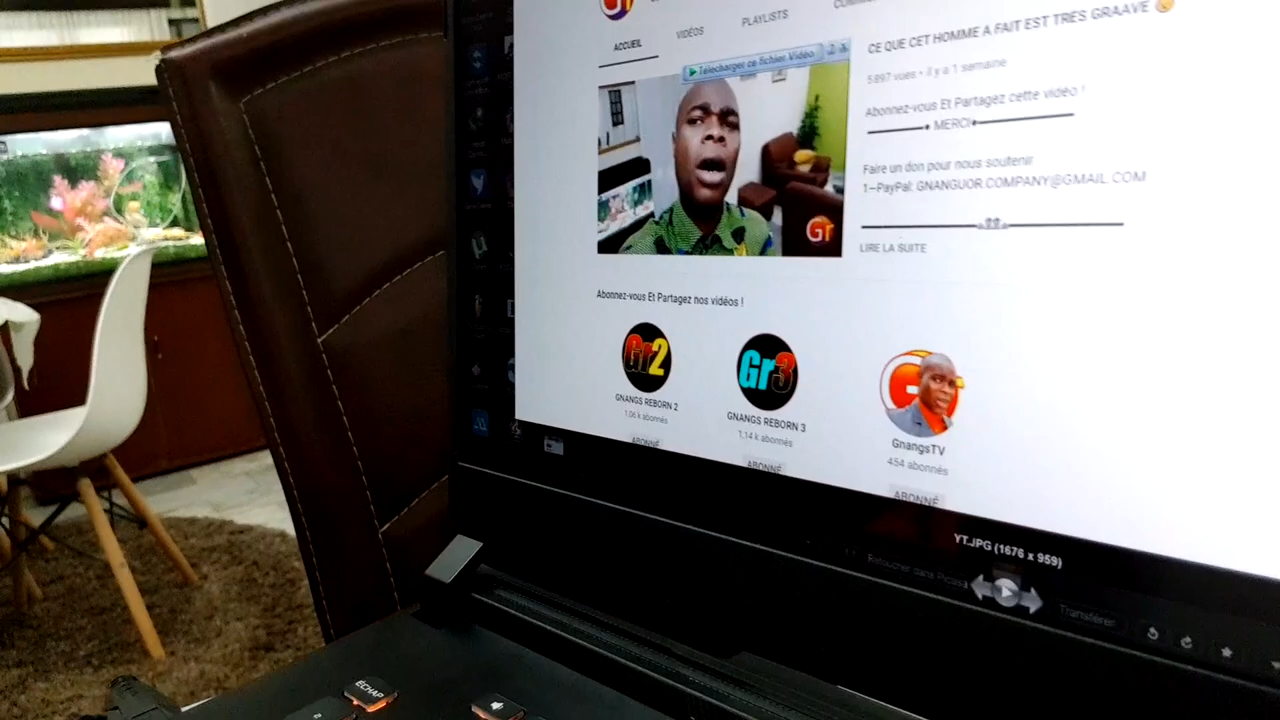 Gr
ACCUEIL
VIDÉOS
PLAYLISTS
Télécharger ce fichier Vidéo
?
X
Gr
CE QUE CET HOMME A FAIT EST TRÈS GRAAVE
5 897 vues • il y a 1 semaine
Abonnez-vous Et Partagez cette vidéo !
MERCI
Faire un don pour nous soutenir
1—PayPal: GNANGUOR.COMPANY@GMAIL.COM
LIRE LA SUITE
Abonnez-vous Et Partagez nos vidéos !
Gr2
GNANGS REBORN 2
1,06 k abonnés
ABONNÉ
Gr3
GNANGS REBORN 3
1,14 k abonnés
ABONNÉ
GnangsTV
454 abonnés
ABONNÉ
YT.JPG (1676 x 959)
Retoucher dans Picasa
Transférer
ÉCHAP